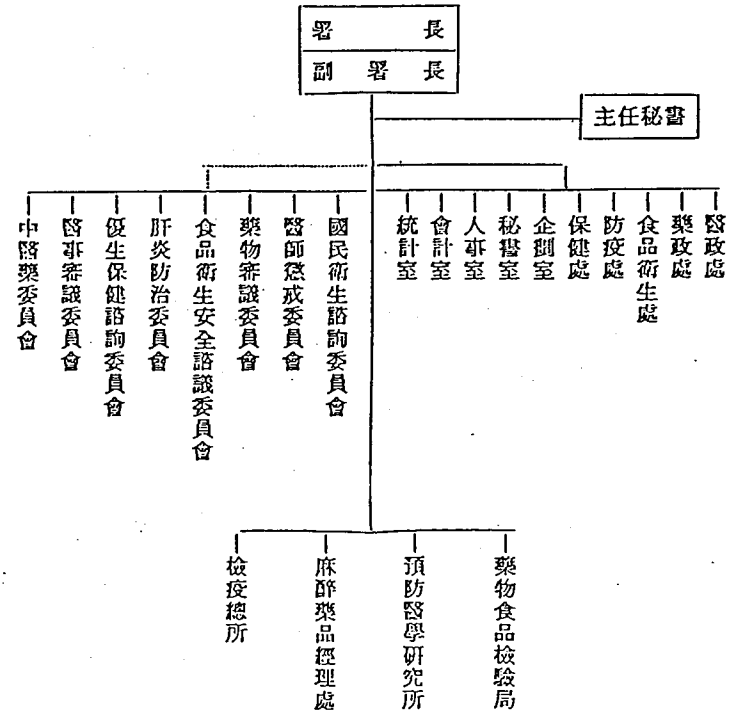 署長
副署長
主任秘書
醫政處
藥政處
食品衛生處
防疫處
保健處
企劃室
秘書室
人事室
會計室
統計室
國民衛生諮詢委員會
醫師懲戒委員會
藥物審議委員會
食品衛生安全諮議委員會
肝炎防治委員會
優生保健諮詢委員會
醫事審議委員會
中醫藥委員會
藥物食品檢驗局
預防醫學研究所
麻醉藥品經理處
檢疫總所